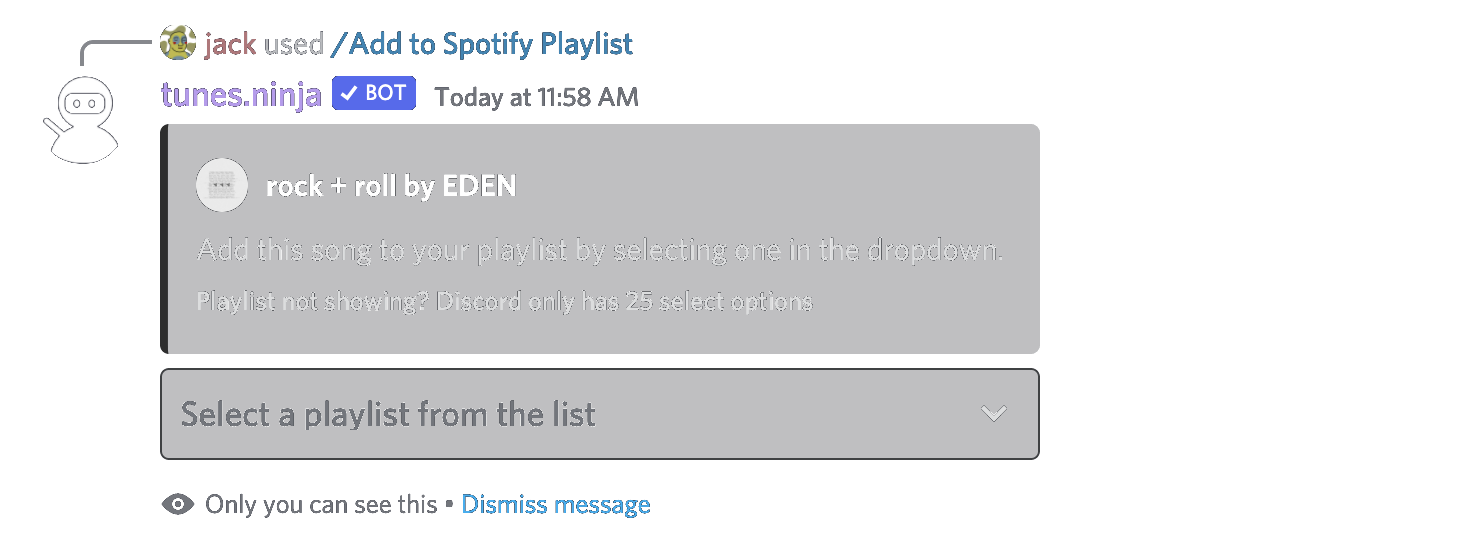 jack used /Add to Spotify Playlist
tunes.ninja BOT Today at 11:58 AM
rock + roll by EDEN
Add this song to your playlist by selecting one in the dropdown.
Playlist not showing? Discord only has 25 select options
Select a playlist from the list
Only you can see this • Dismiss message